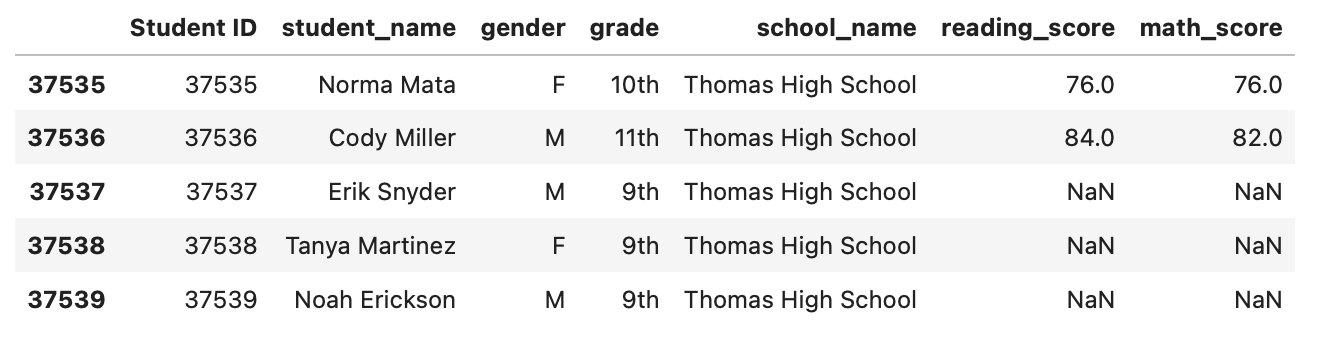 Student ID student_name gender grade school_name reading_score math_score
37535 37535 Norma Mata F 10th Thomas High School 76.0 76.0
37536 37536 Cody Miller M 11th Thomas High School 84.0 82.0
37537 37537 Erik Snyder M 9th Thomas High School NaN NaN
37538 37538 Tanya Martinez F 9th Thomas High School NaN NaN
37539 37539 Noah Erickson M 9th Thomas High School NaN NaN